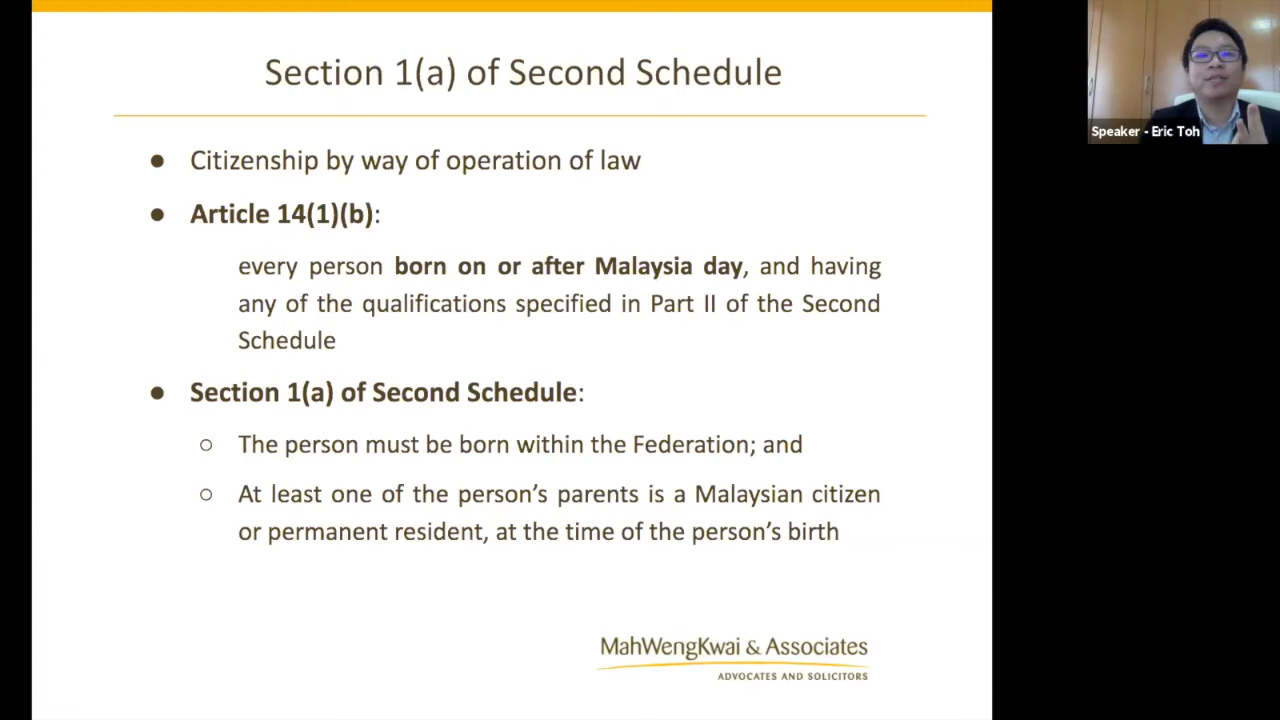 Section 1(a) of Second Schedule
● Citizenship by way of operation of law
● Article 14(1)(b):
every person born on or after Malaysia day, and having
any of the qualifications specified in Part II of the Second
Schedule
● Section 1(a) of Second Schedule:
○ The person must be born within the Federation; and
○ At least one of the person's parents is a Malaysian citizen
or permanent resident, at the time of the person's birth
MahWengKwai & Associates
ADVOCATES AND SOLICITORS
Speaker - Eric Toh